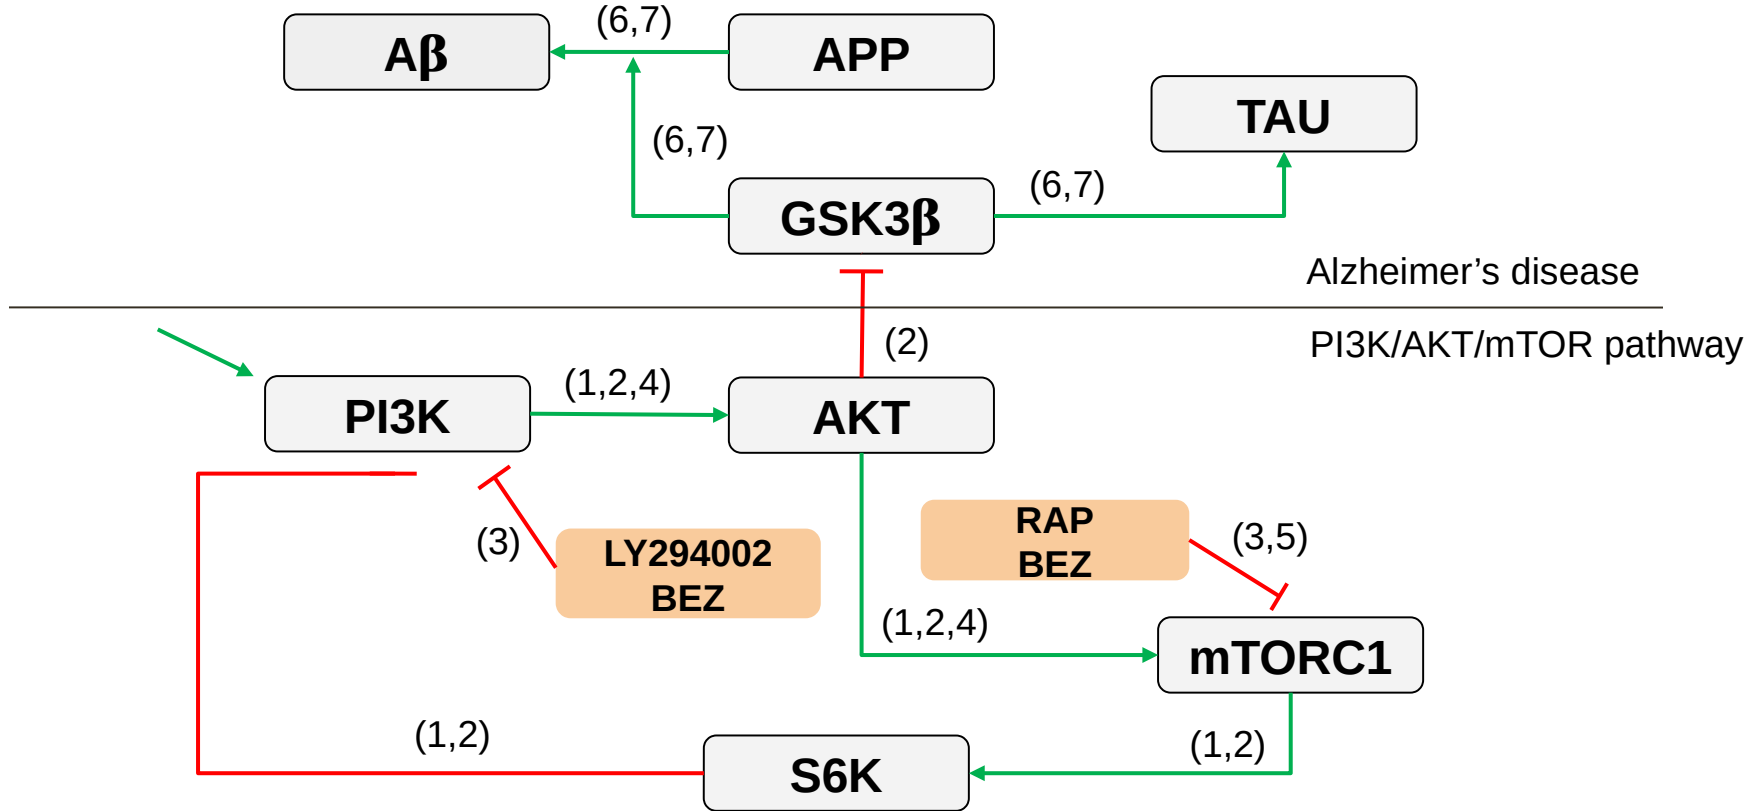 (6,7)
Aβ
APP
TAU
(6,7)
(6,7)
GSK3β
Alzheimer’s disease
(2)
PI3K/AKT/mTOR pathway
(1,2,4)
PI3K
AKT
(3)
LY294002
BEZ
RAP
BEZ
(3,5)
(1,2,4)
mTORC1
(1,2)
(1,2)
S6K